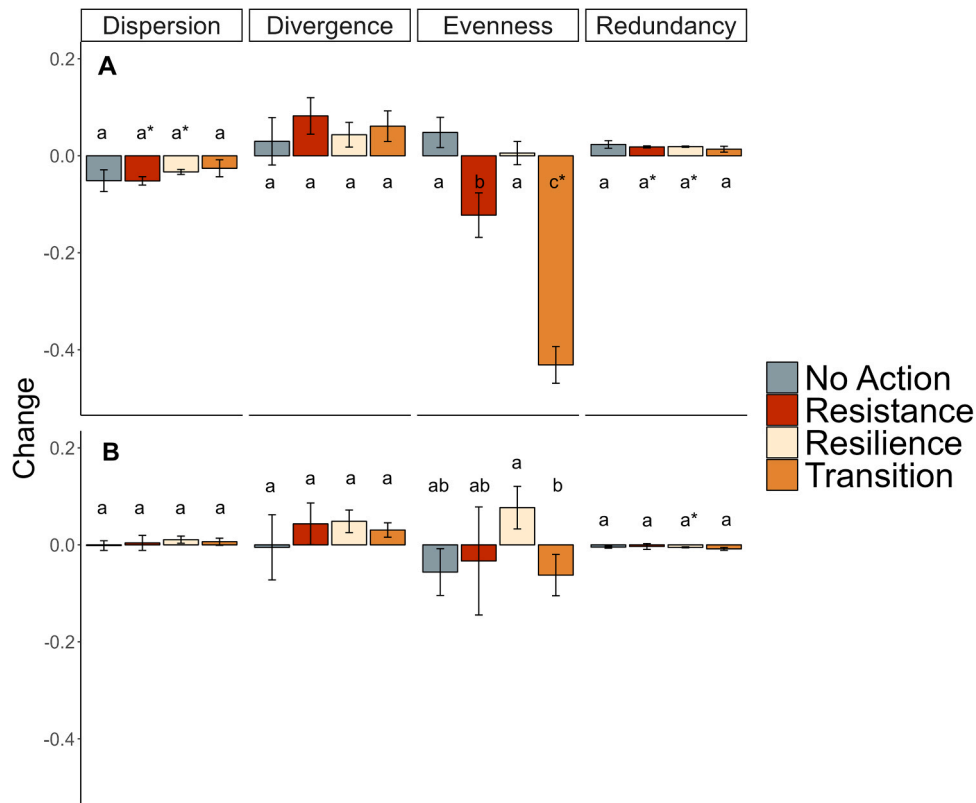 Dispersion Divergence Evenness Redundancy
A
0.2
a a* a* a
0.0
a a a a
a b a c*
a a* a* a
-0.2
-0.4
Change
No Action
Resistance
Resilience
Transition
B
0.2
a a a a
a a a a
ab ab a b
a a a* a
0.0
-0.2
-0.4